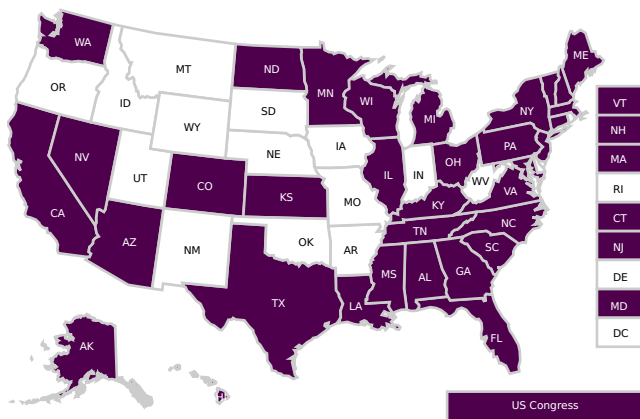 WA
ME
MT
ND
OR
MN
VT
ID
WI
SD
NY
MI
NH
WY
PA
IA
NE
MA
OH
NV
IL
IN
WV
RI
UT
CO
VA
KS
MO
KY
CT
CA
NC
TN
AZ
OK
NJ
NM
AR
SC
MS
AL
GA
DE
TX
LA
MD
DC
FL
AK
US Congress